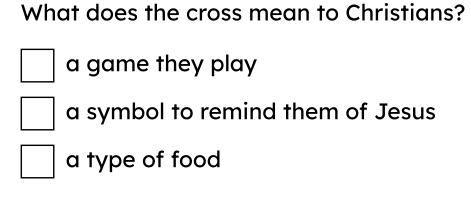 What does the cross mean to Christians?
a game they play
a symbol to remind them of Jesus
a type of food